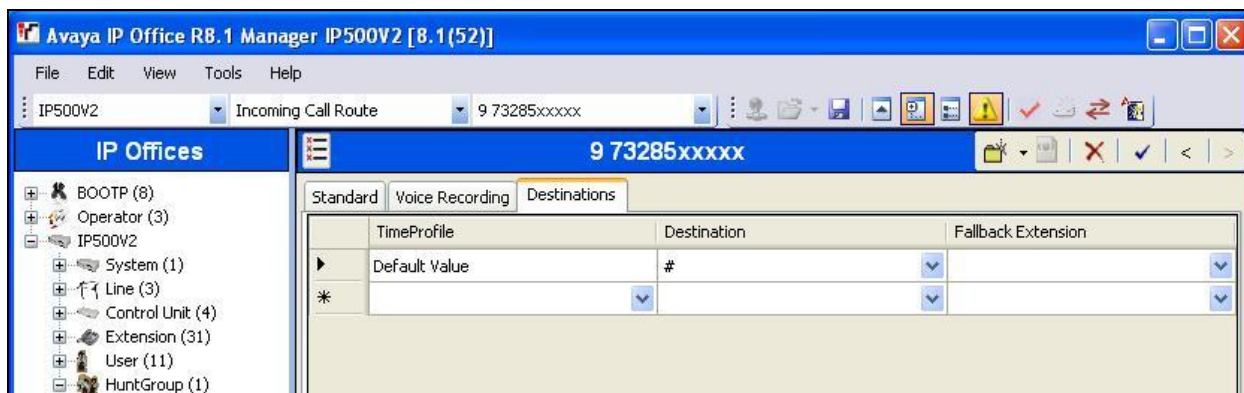 Avaya IP Office R8.1 Manager IP500V2 [8.1(52)]
File Edit View Tools Help
IP500V2 Incoming Call Route 9 73285xxxxx
IP Offices 9 73285xxxxx
BOOTP (8)
Operator (3)
IP500V2
System (1)
Line (3)
Control Unit (4)
Extension (31)
User (11)
HuntGroup (1)
Standard Voice Recording Destinations
TimeProfile Destination Fallback Extension
Default Value #